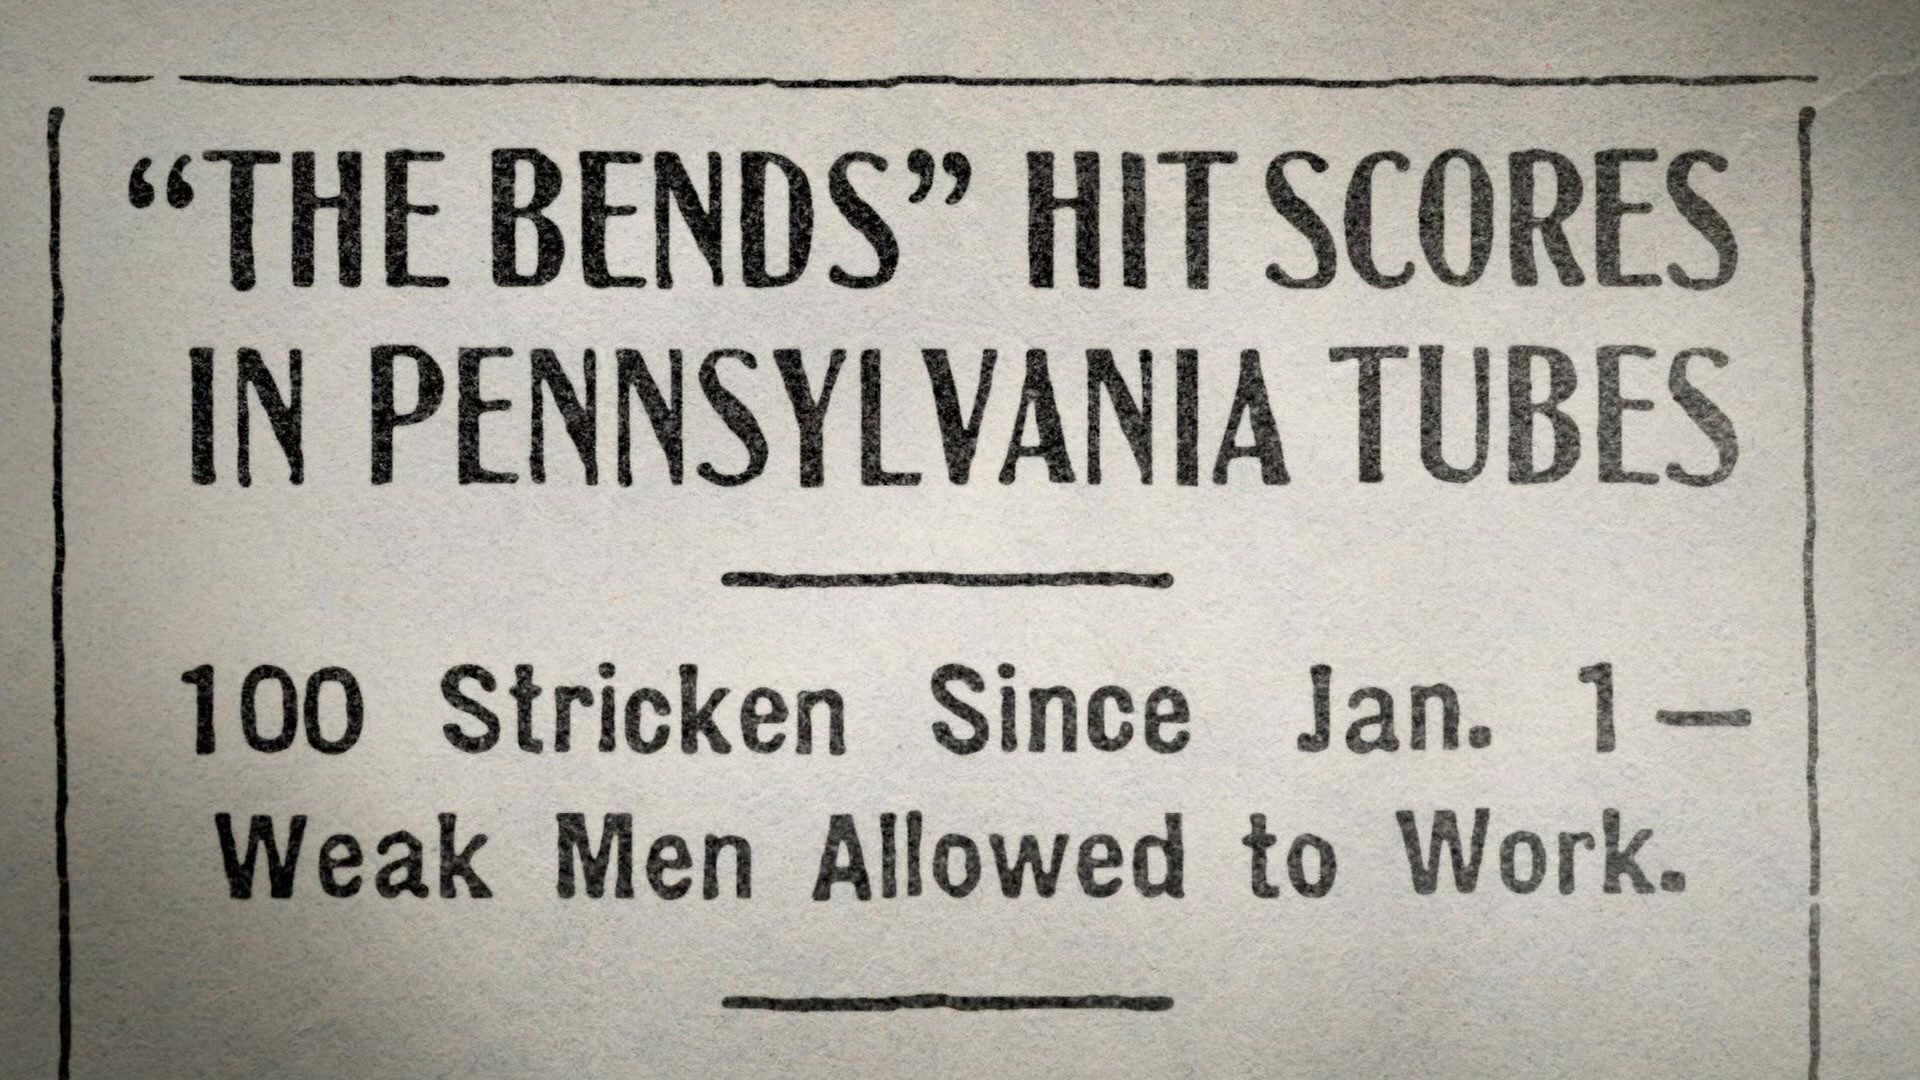 “THE BENDS” HIT SCORES
IN PENNSYLVANIA TUBES
100 Stricken Since Jan. 1—
Weak Men Allowed to Work.